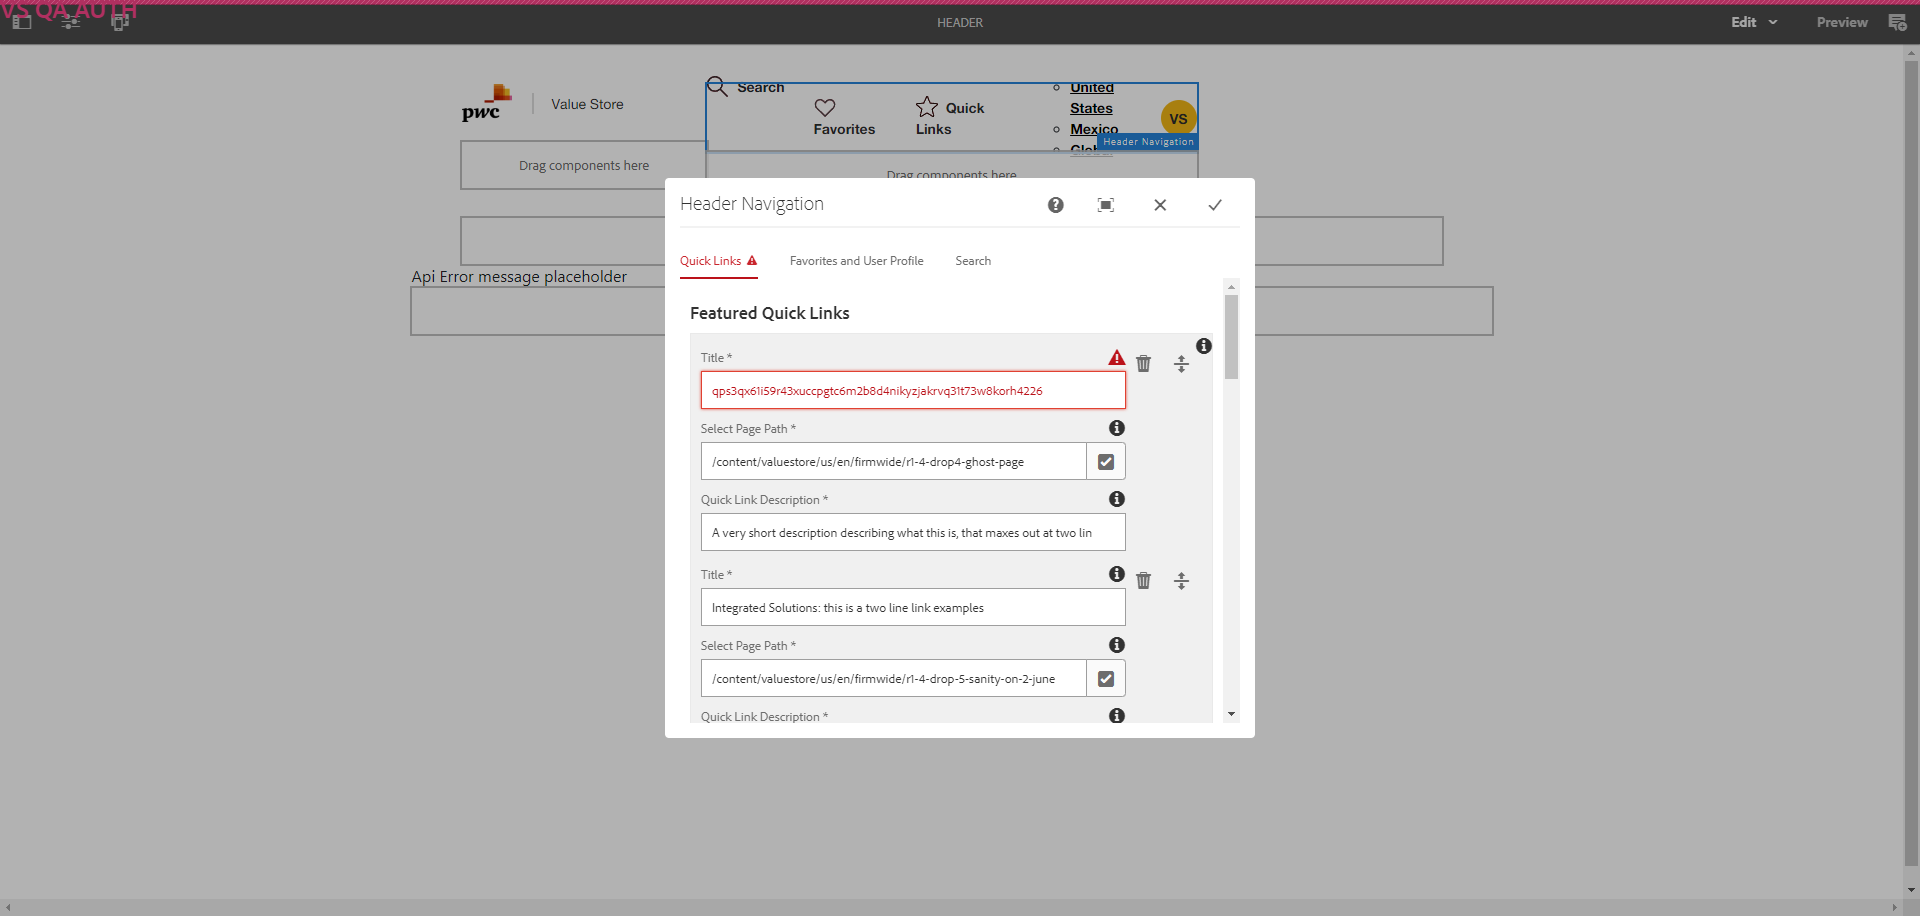 VS QA AUTH
HEADER
Edit
Preview
pwc
Value Store
Search
Favorites
Quick
Links
United
States
Mexico
Global
VS
Header Navigation
Drag components here
Drag components here
Api Error message placeholder
Header Navigation
Quick Links
Favorites and User Profile
Search
Featured Quick Links
Title *
qps3qx61i59r43xuccpgtc6m2b8d4nikyzjakrvq31t73w8korh4226
Select Page Path *
/content/valuestore/us/en/firmwide/r1-4-drop4-ghost-page
Quick Link Description *
A very short description describing what this is, that maxes out at two lin
Title *
Integrated Solutions: this is a two line link examples
Select Page Path *
/content/valuestore/us/en/firmwide/r1-4-drop-5-sanity-on-2-june
Quick Link Description *